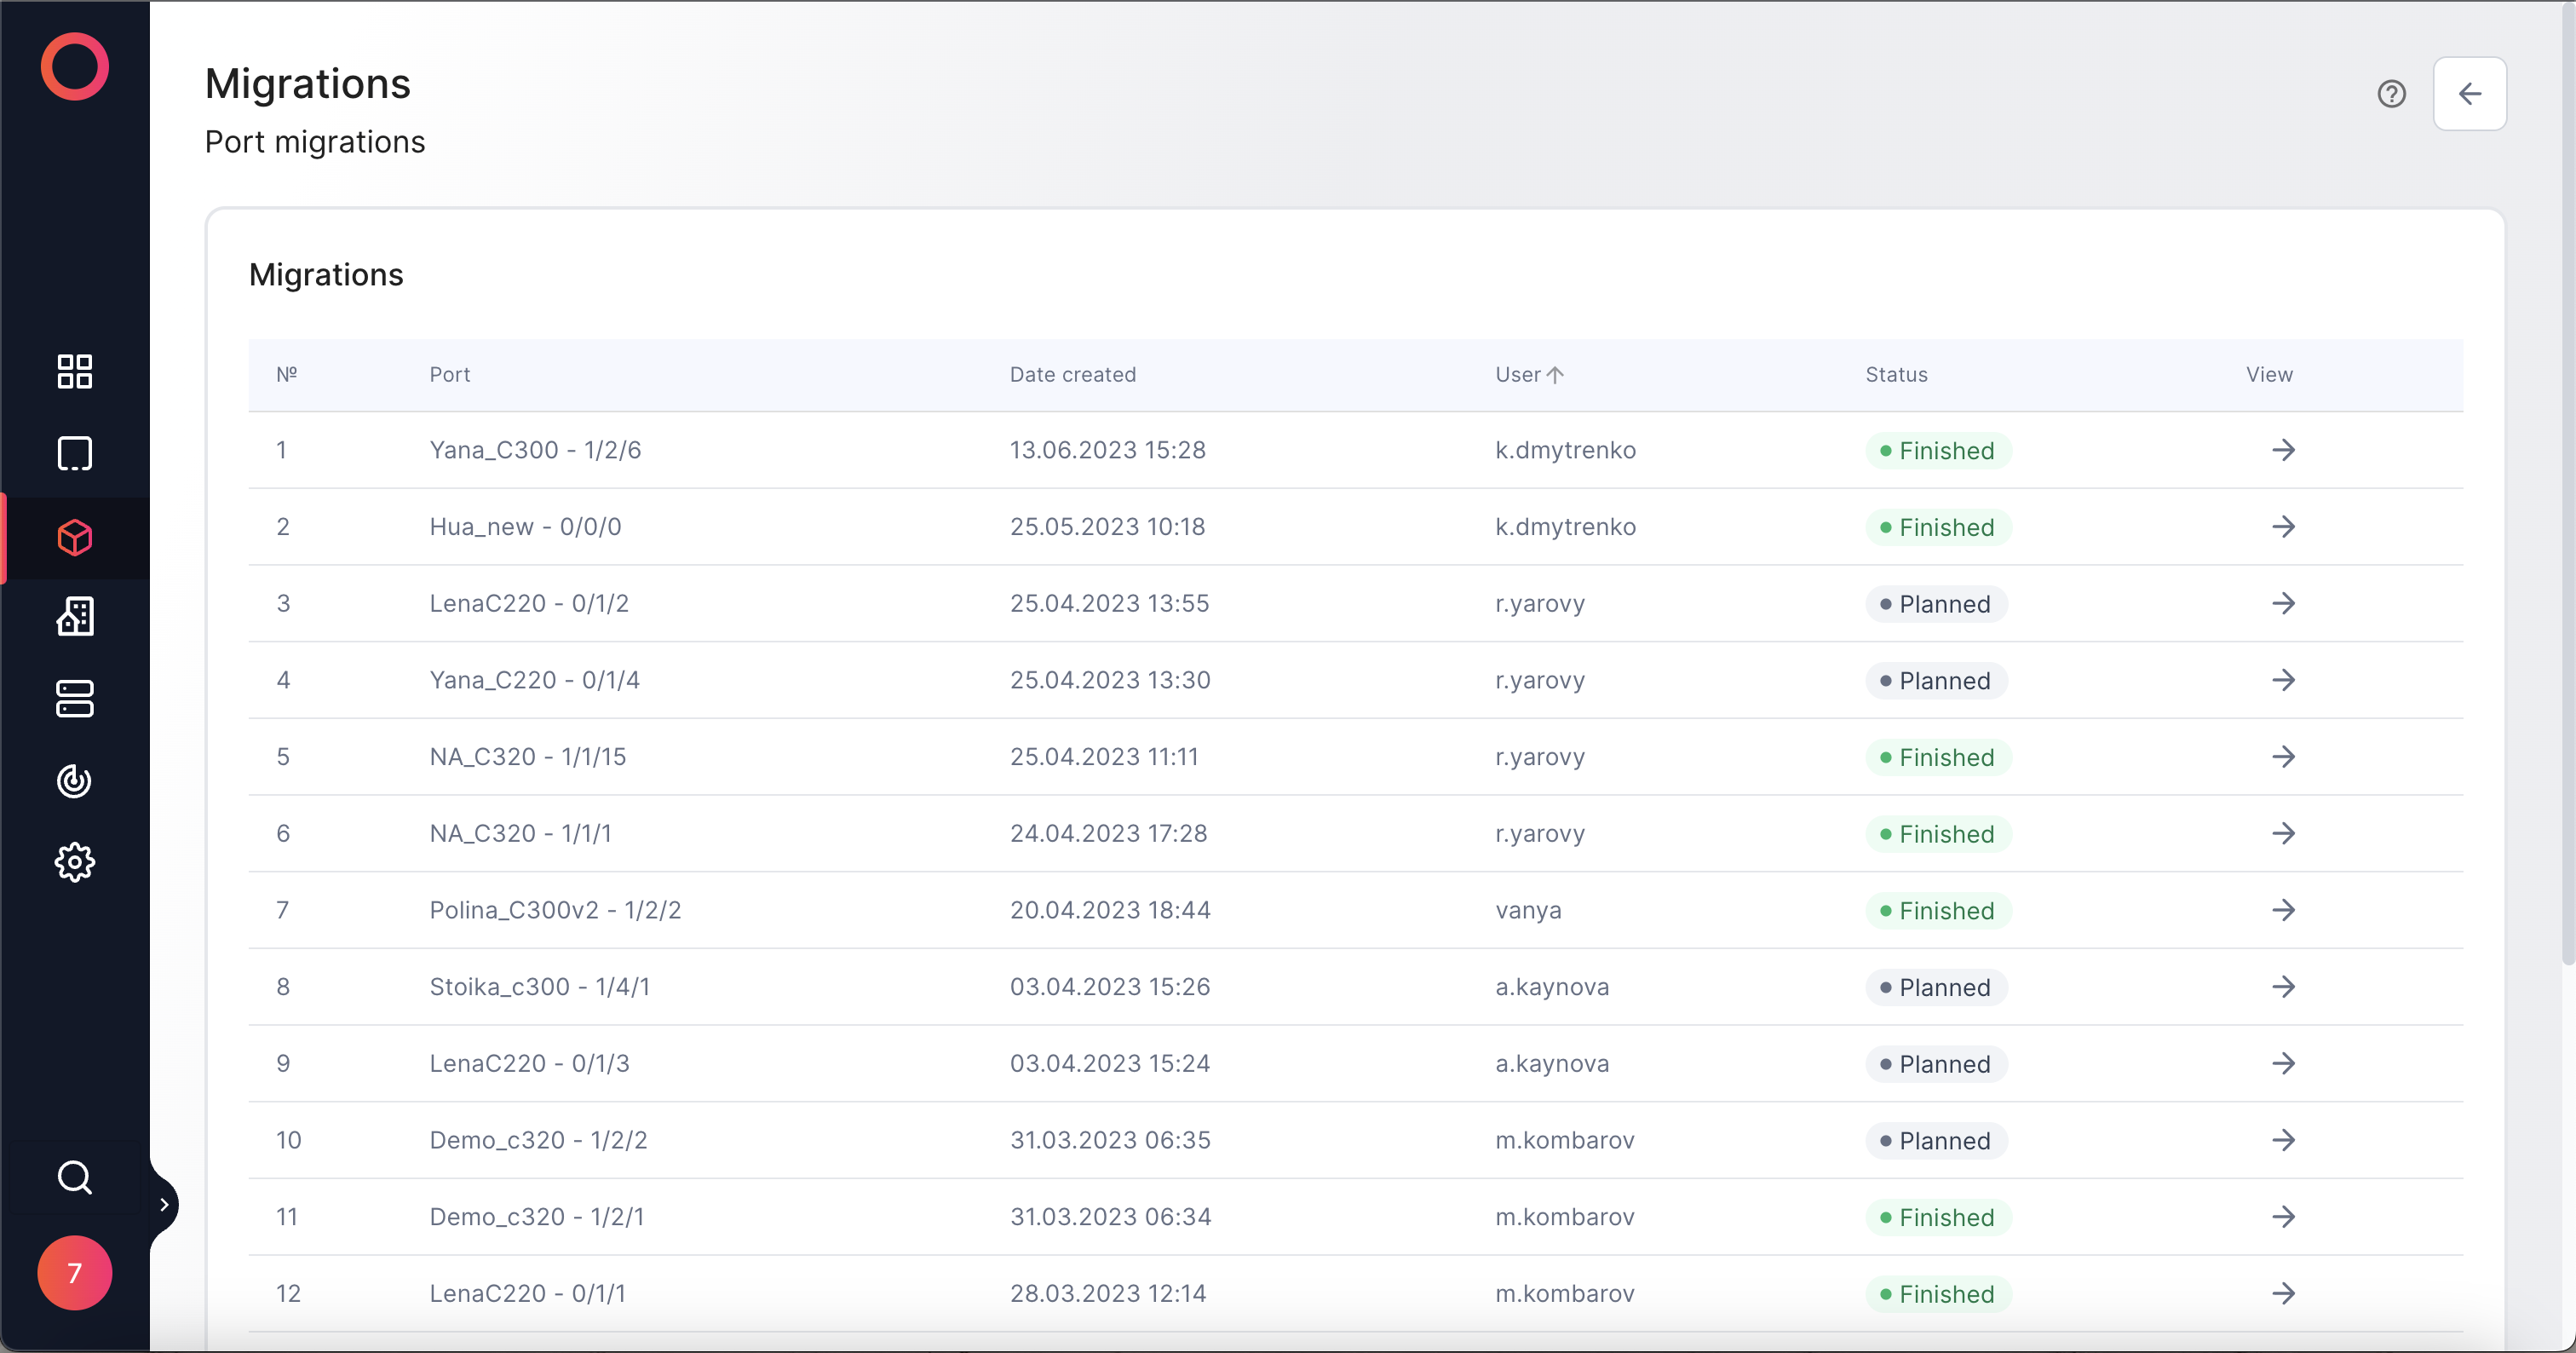 Migrations
Port migrations
Migrations
№ Port Date created User Status View
1 Yana_C300 - 1/2/6 13.06.2023 15:28 k.dmytrenko Finished
2 Hua_new - 0/0/0 25.05.2023 10:18 k.dmytrenko Finished
3 LenaC220 - 0/1/2 25.04.2023 13:55 r.yarovy Planned
4 Yana_C220 - 0/1/4 25.04.2023 13:30 r.yarovy Planned
5 NA_C320 - 1/1/15 25.04.2023 11:11 r.yarovy Finished
6 NA_C320 - 1/1/1 24.04.2023 17:28 r.yarovy Finished
7 Polina_C300v2 - 1/2/2 20.04.2023 18:44 vanya Finished
8 Stoika_c300 - 1/4/1 03.04.2023 15:26 a.kaynova Planned
9 LenaC220 - 0/1/3 03.04.2023 15:24 a.kaynova Planned
10 Demo_c320 - 1/2/2 31.03.2023 06:35 m.kombarov Planned
11 Demo_c320 - 1/2/1 31.03.2023 06:34 m.kombarov Finished
12 LenaC220 - 0/1/1 28.03.2023 12:14 m.kombarov Finished
7